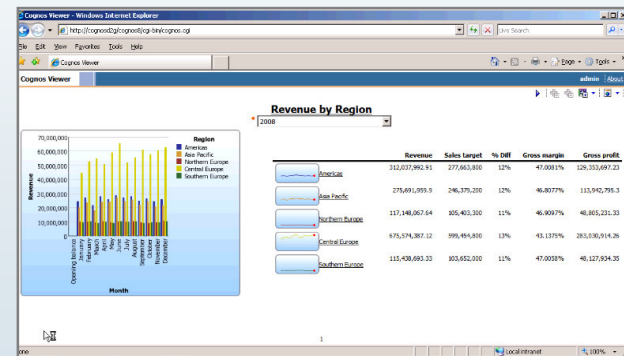 Cognos Viewer - Windows Internet Explorer
http://cognosd2g/cognos8/cgi-bin/cognos.cgi
Live Search
File Edit View Favorites Tools Help
Cognos Viewer
Page Tools
Cognos Viewer
admin About
Revenue by Region
* 2008
70,000,000
60,000,000
50,000,000
40,000,000
30,000,000
20,000,000
10,000,000
0
Revenue
Region
Americas
Asia Pacific
Northern Europe
Central Europe
Southern Europe
Opening balance
January
February
March
April
May
June
July
August
September
October
November
December
Month
Revenue Sales target % Diff Gross margin Gross profit
Americas 312,037,992.91 277,663,800 12% 47.0081% 129,353,697.23
Asia Pacific 275,691,959.9 246,379,200 12% 46.8077% 113,942,795.3
Northern Europe 117,148,067.64 105,403,300 11% 46.9097% 48,805,231.33
Central Europe 675,574,387.12 599,454,800 13% 43.1375% 283,030,914.26
Southern Europe 115,438,693.33 103,652,000 11% 47.0058% 48,127,934.35
1
Local intranet
100%